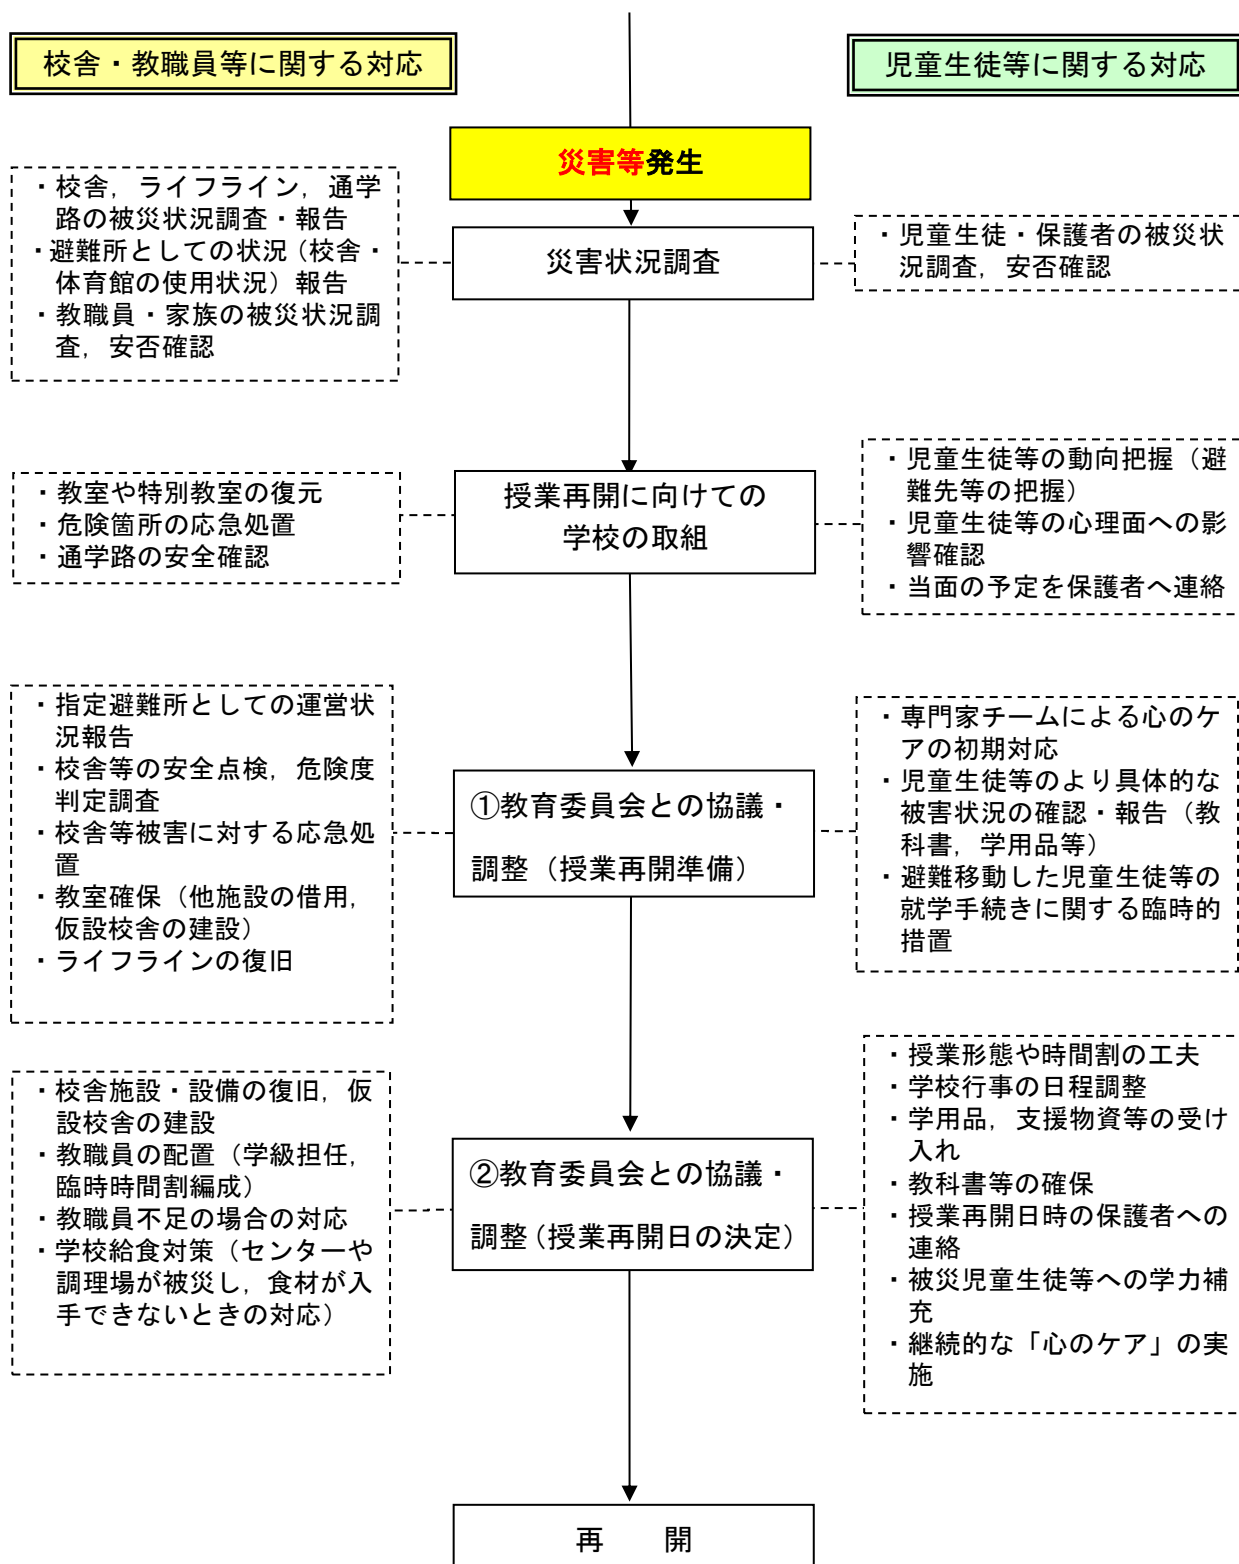 校舎・教職員等に関する対応
児童生徒等に関する対応
災害等発生
・校舎，ライフライン，通学
路の被災状況調査・報告
・避難所としての状況（校舎・
体育館の使用状況）報告
・教職員・家族の被災状況調
査，安否確認
災害状況調査
・児童生徒・保護者の被災状
況調査，安否確認
・教室や特別教室の復元
・危険箇所の応急処置
・通学路の安全確認
授業再開に向けての
学校の取組
・児童生徒等の動向把握（避
難先等の把握）
・児童生徒等の心理面への影
響確認
・当面の予定を保護者へ連絡
・指定避難所としての運営状
況報告
・校舎等の安全点検，危険度
判定調査
・校舎等被害に対する応急処
置
・教室確保（他施設の借用，
仮設校舎の建設）
・ライフラインの復旧
①教育委員会との協議・
調整（授業再開準備）
・専門家チームによる心のケ
アの初期対応
・児童生徒等のより具体的な
被害状況の確認・報告（教
科書，学用品等）
・避難移動した児童生徒等の
就学手続きに関する臨時的
措置
・校舎施設・設備の復旧，仮
設校舎の建設
・教職員の配置（学級担任，
臨時時間割編成）
・教職員不足の場合の対応
・学校給食対策（センターや
調理場が被災し，食材が入
手できないときの対応）
②教育委員会との協議・
調整（授業再開日の決定）
・授業形態や時間割の工夫
・学校行事の日程調整
・学用品，支援物資等の受け
入れ
・教科書等の確保
・授業再開日時の保護者への
連絡
・被災児童生徒等への学力補
充
・継続的な「心のケア」の実
施
再　　開